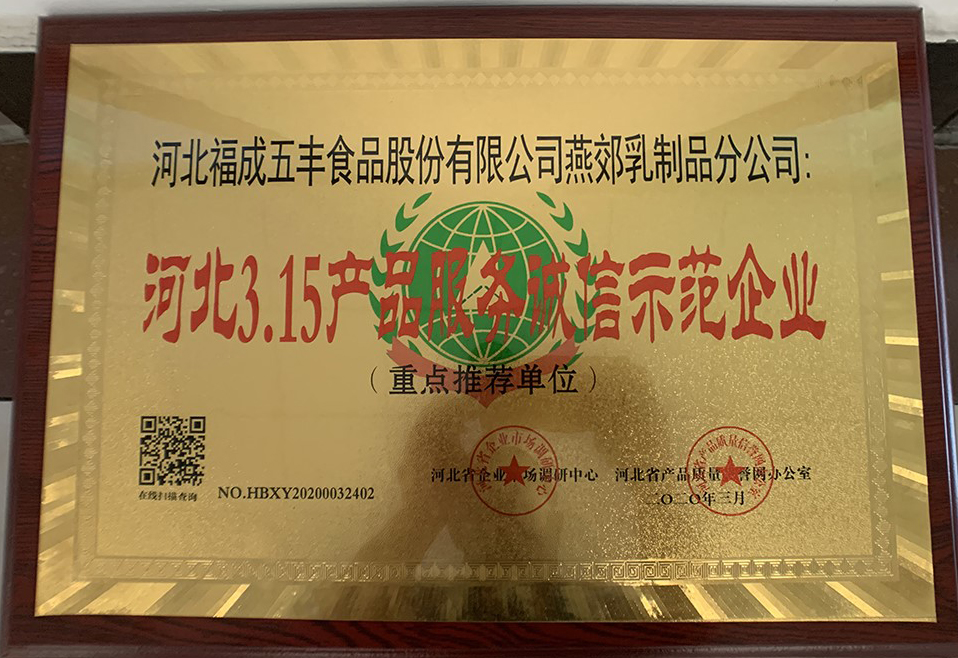 河北福成五丰食品股份有限公司燕郊乳制品分公司:
河北3.15产品服务诚信示范企业
(重点推荐单位)
在线扫描查询
NO.HBXY20200032402
河北省企业市场调研中心 河北省产品质量信誉网办公室
二〇二〇年三月